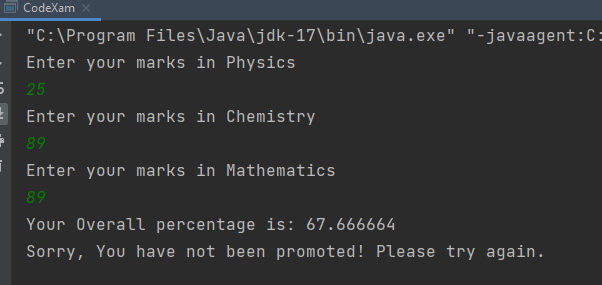 CodeXam
"C:\Program Files\Java\jdk-17\bin\java.exe" "-javaagent:C:
Enter your marks in Physics
25
Enter your marks in Chemistry
89
Enter your marks in Mathematics
89
Your Overall percentage is: 67.666664
Sorry, You have not been promoted! Please try again.